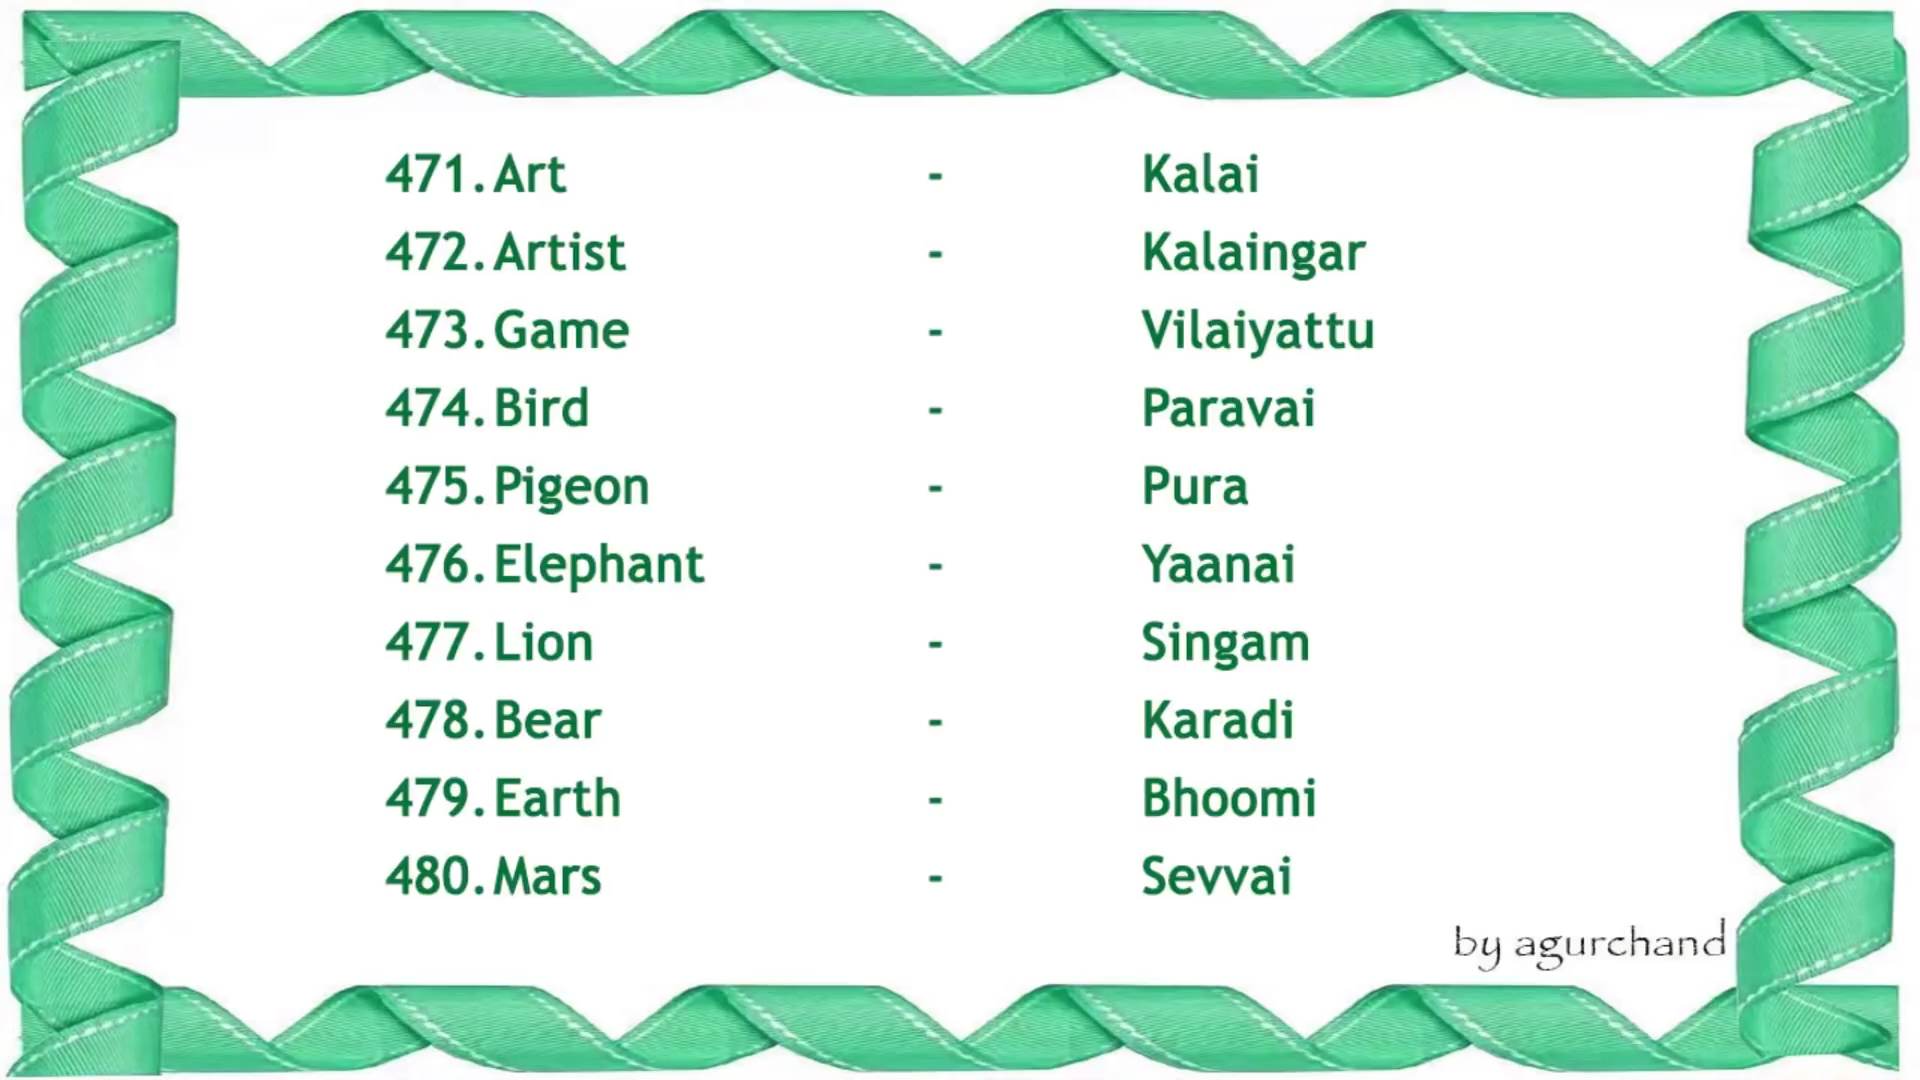 471. Art - Kalai
472. Artist - Kalaingar
473. Game - Vilaiyattu
474. Bird - Paravai
475. Pigeon - Pura
476. Elephant - Yaanai
477. Lion - Singam
478. Bear - Karadi
479. Earth - Bhoomi
480. Mars - Sevvai
by agurchand